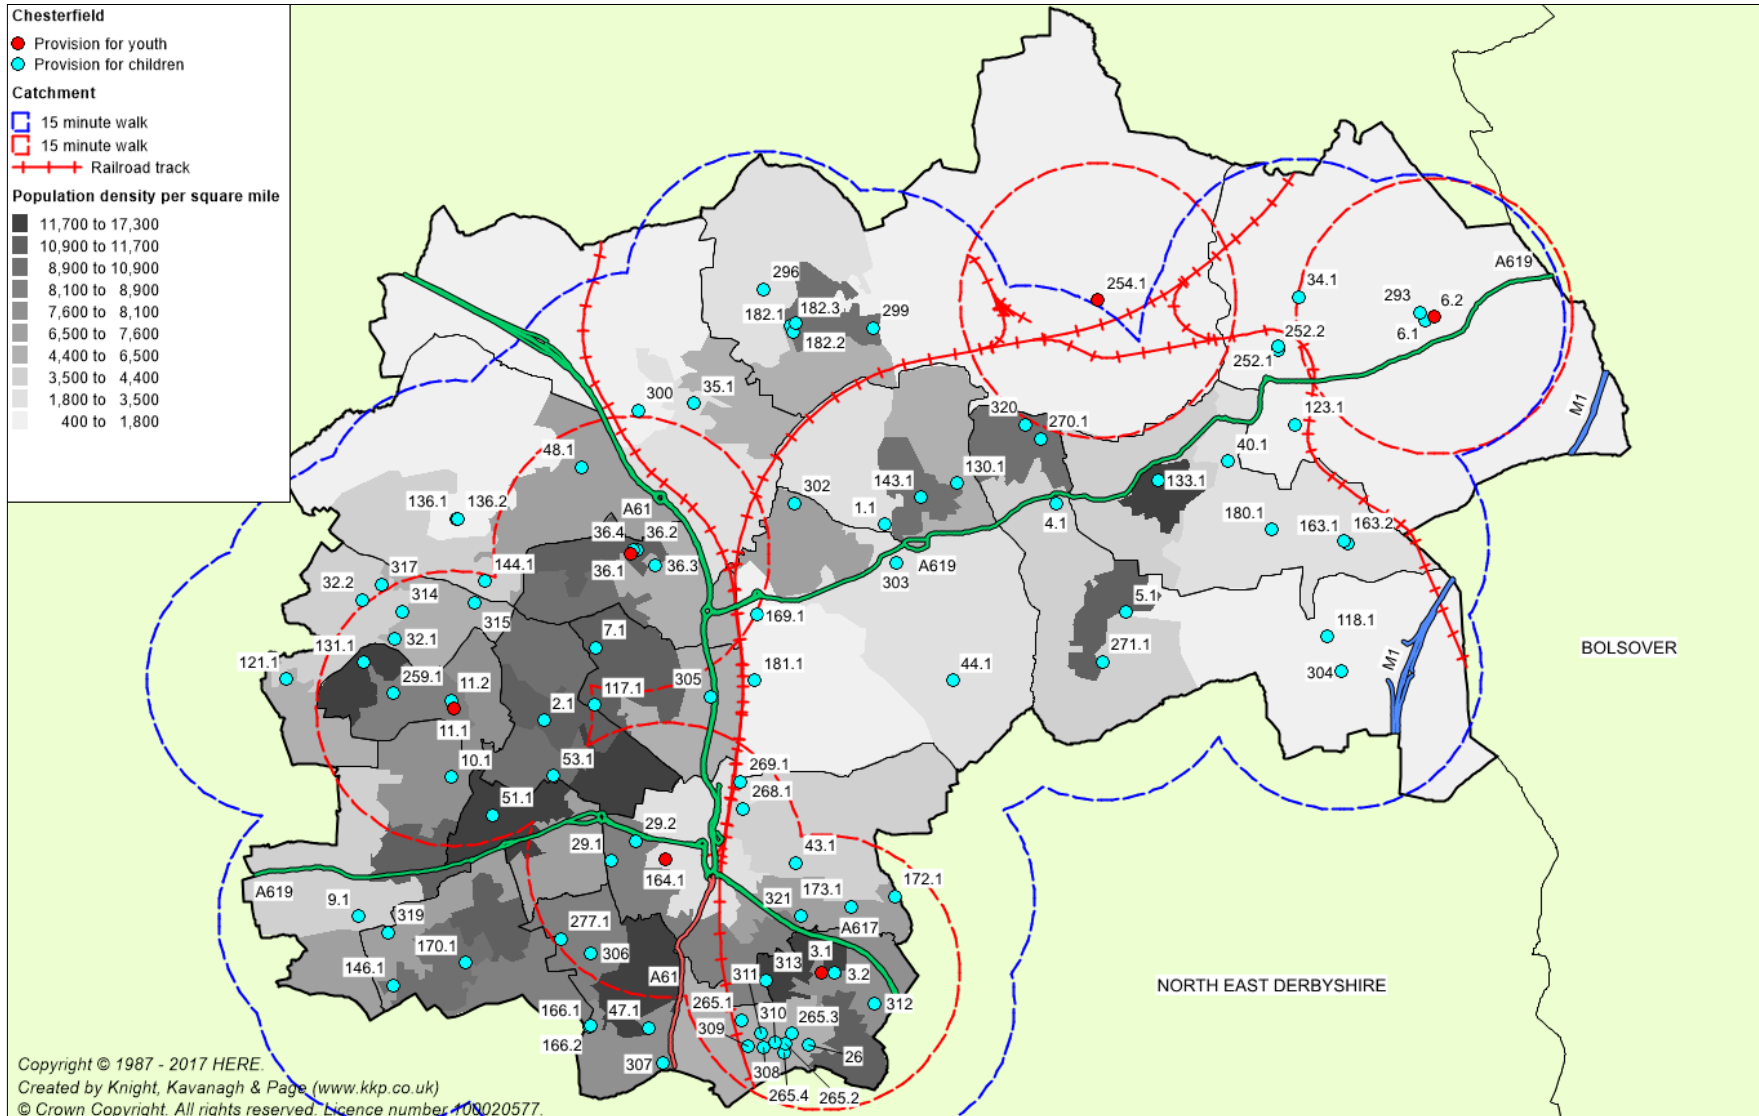 Chesterfield
Provision for youth
Provision for children
Catchment
15 minute walk
15 minute walk
Railroad track
Population density per square mile
11,700 to 17,300
10,900 to 11,700
8,900 to 10,900
8,100 to 8,900
7,600 to 8,100
6,500 to 7,600
4,400 to 6,500
3,500 to 4,400
1,800 to 3,500
400 to 1,800
A619
296
254.1
34.1
293
6.2
182.1
182.3
299
6.1
182.2
252.2
252.1
M1
300
35.1
320
270.1
123.1
48.1
40.1
136.1
136.2
302
143.1
130.1
133.1
A61
1.1
4.1
180.1
163.1
163.2
36.4
36.2
36.1
36.3
303
A619
317
144.1
32.2
314
315
7.1
169.1
5.1
118.1
32.1
131.1
121.1
259.1
11.2
117.1
305
181.1
44.1
271.1
304
M1
BOLSOVER
11.1
2.1
10.1
53.1
269.1
268.1
51.1
29.2
29.1
43.1
164.1
A619
9.1
319
173.1
172.1
321
A617
277.1
306
170.1
146.1
A61
311
313
3.1
3.2
NORTH EAST DERBYSHIRE
166.1
47.1
265.1
310
265.3
312
309
166.2
307
308
26
265.4
265.2
Copyright © 1987 - 2017 HERE.
Created by Knight, Kavanagh & Page (www.kkp.co.uk)
© Crown Copyright. All rights reserved. Licence number 100020577.